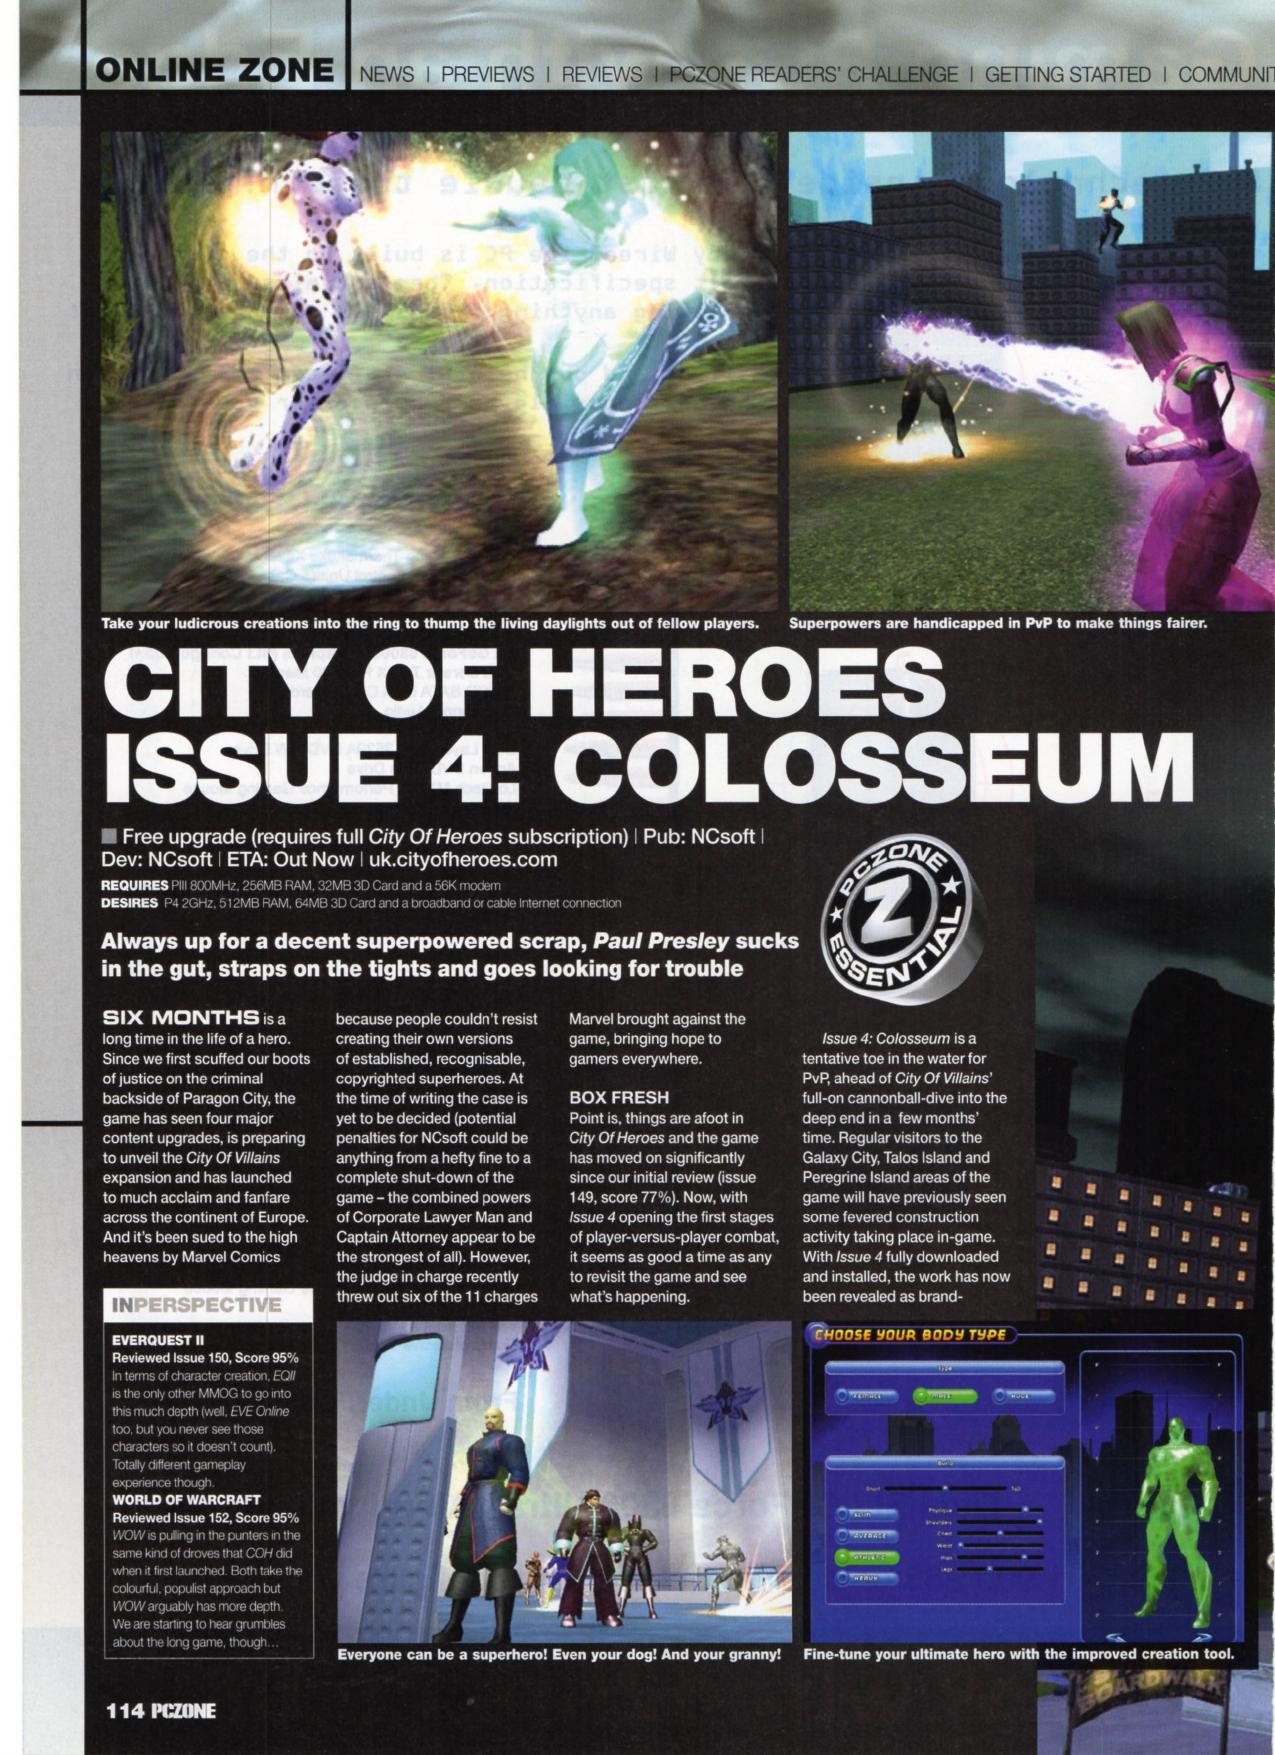 ONLINE ZONE
NEWS | PREVIEWS | REVIEWS | PCZONE READERS' CHALLENGE | GETTING STARTED | COMMUNIT
Take your ludicrous creations into the ring to thump the living daylights out of fellow players.
Superpowers are handicapped in PvP to make things fairer.
CITY OF HEROES
ISSUE 4: COLOSSEUM
Free upgrade (requires full City Of Heroes subscription) | Pub: NCsoft |
Dev: NCsoft | ETA: Out Now | uk.cityofheroes.com
REQUIRES PIII 800MHz, 256MB RAM, 32MB 3D Card and a 56K modem
DESIRES P4 2GHz, 512MB RAM, 64MB 3D Card and a broadband or cable Internet connection
PCZONE
Z
ESSENTIAL
Always up for a decent superpowered scrap, Paul Presley sucks
in the gut, straps on the tights and goes looking for trouble
SIX MONTHS is a
long time in the life of a hero.
Since we first scuffed our boots
of justice on the criminal
backside of Paragon City, the
game has seen four major
content upgrades, is preparing
to unveil the City Of Villains
expansion and has launched
to much acclaim and fanfare
across the continent of Europe.
And it's been sued to the high
heavens by Marvel Comics
because people couldn't resist
creating their own versions
of established, recognisable,
copyrighted superheroes. At
the time of writing the case is
yet to be decided (potential
penalties for NCsoft could be
anything from a hefty fine to a
complete shut-down of the
game – the combined powers
of Corporate Lawyer Man and
Captain Attorney appear to be
the strongest of all). However,
the judge in charge recently
threw out six of the 11 charges
Marvel brought against the
game, bringing hope to
gamers everywhere.
BOX FRESH
Point is, things are afoot in
City Of Heroes and the game
has moved on significantly
since our initial review (issue
149, score 77%). Now, with
Issue 4 opening the first stages
of player-versus-player combat,
it seems as good a time as any
to revisit the game and see
what's happening.
Issue 4: Colosseum is a
tentative toe in the water for
PvP, ahead of City Of Villains'
full-on cannonball-dive into the
deep end in a few months'
time. Regular visitors to the
Galaxy City, Talos Island and
Peregrine Island areas of the
game will have previously seen
some fevered construction
activity taking place in-game.
With Issue 4 fully downloaded
and installed, the work has now
been revealed as brand-
INPERSPECTIVE
EVERQUEST II
Reviewed Issue 150, Score 95%
In terms of character creation, EQII
is the only other MMOG to go into
this much depth (well, EVE Online
too, but you never see those
characters so it doesn't count).
Totally different gameplay
experience though.
WORLD OF WARCRAFT
Reviewed Issue 152, Score 95%
WOW is pulling in the punters in the
same kind of droves that COH did
when it first launched. Both take the
colourful, populist approach but
WOW arguably has more depth.
We are starting to hear grumbles
about the long game, though...
Everyone can be a superhero! Even your dog! And your granny!
CHOOSE YOUR BODY TYPE
Type
FEMALE
MALE
HUGE
Build
Short
Tall
SLIM
AVERAGE
ATHLETIC
HEROIC
Physique
Shoulders
Chest
Waist
Hips
Legs
Fine-tune your ultimate hero with the improved creation tool.
BOARDWALK
114 PCZONE